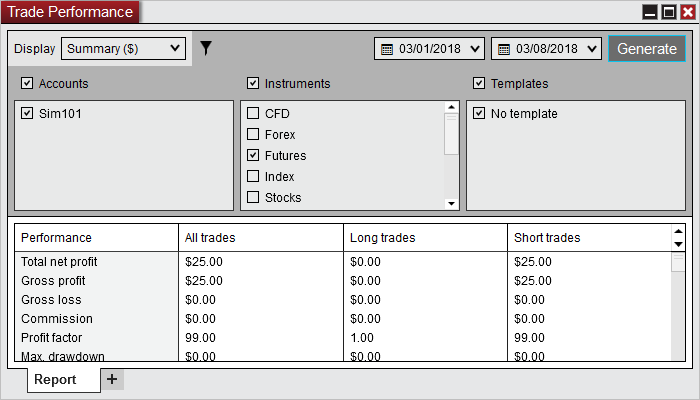 Trade Performance
Display Summary ($) 03/01/2018 03/08/2018 Generate
Accounts Instruments Templates
Sim101 CFD No template
Forex
Futures
Index
Stocks
Performance All trades Long trades Short trades
Total net profit $25.00 $0.00 $25.00
Gross profit $25.00 $0.00 $25.00
Gross loss $0.00 $0.00 $0.00
Commission $0.00 $0.00 $0.00
Profit factor 99.00 1.00 99.00
Max. drawdown $0.00 $0.00 $0.00
Report +